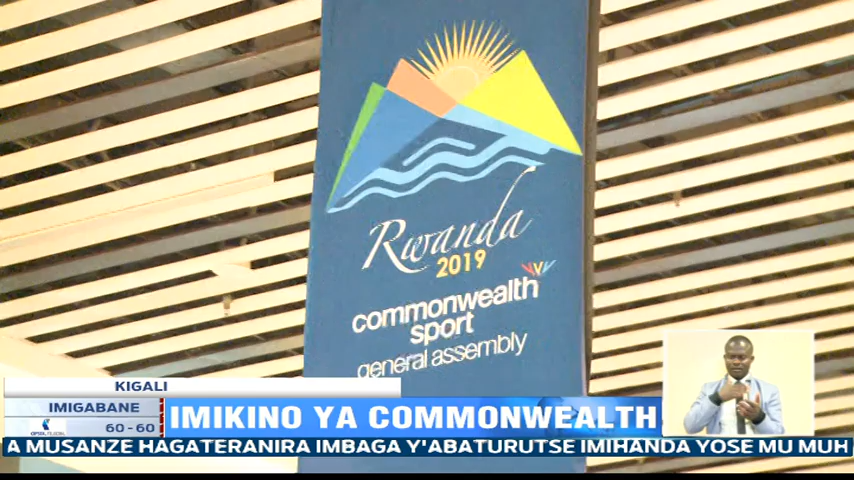 Rwanda
2019
commonwealth
sport
general assembly
KIGALI
IMIGABANE
60 - 60
IMIKINO YA COMMONWEALTH
A MUSANZE HAGATERANIRA IMBAGA Y'ABATURUTSE IMIHANDA YOSE MU MUH